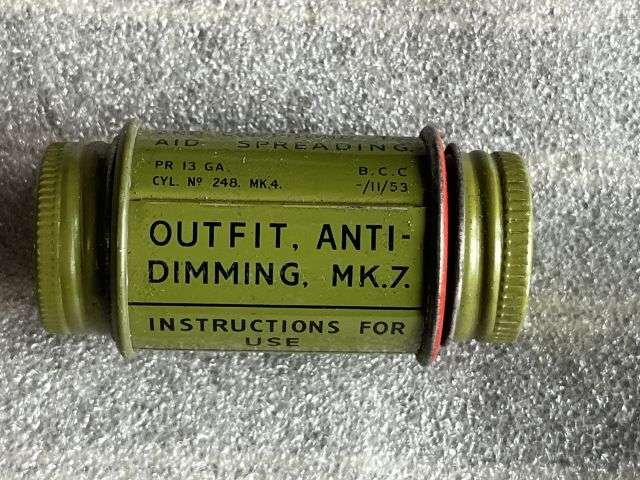 AID SPREADING.
PR 13 GA. B.C.C
CYL. Nº 248. MK.4. -/11/53
OUTFIT, ANTI-
DIMMING, MK.7.
INSTRUCTIONS FOR
USE